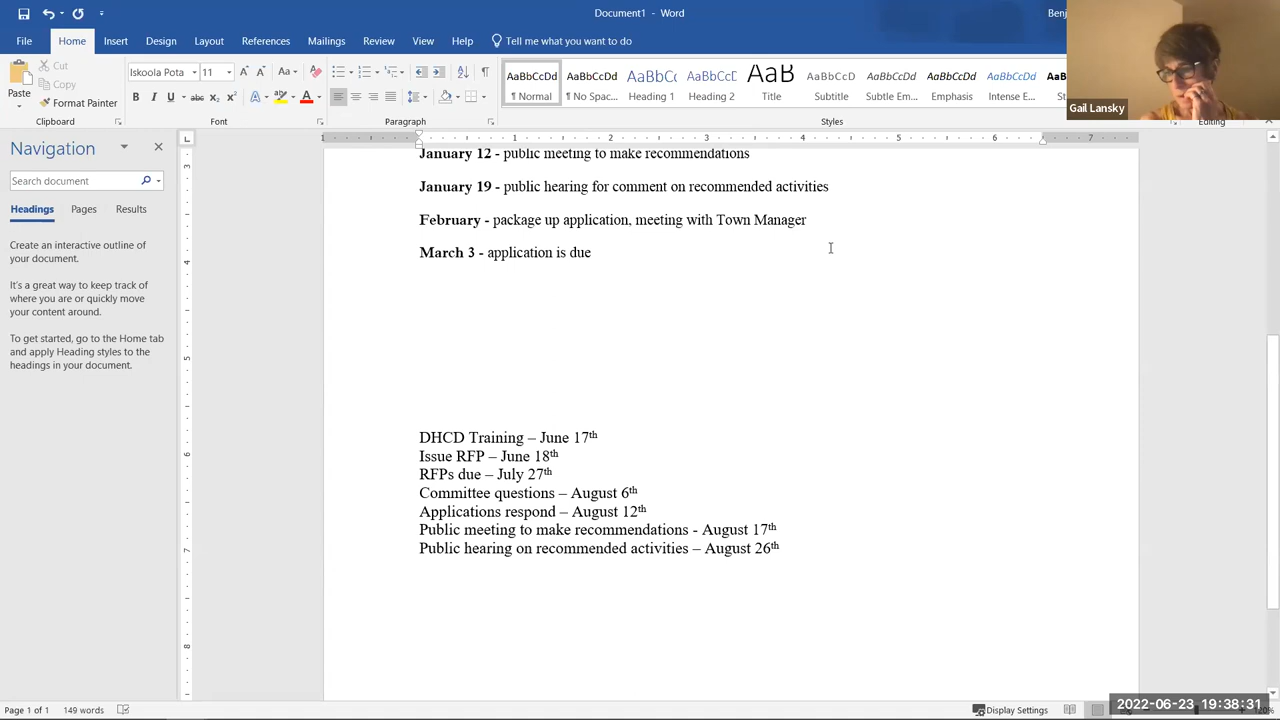 Document1 - Word
Benj
File Home Insert Design Layout References Mailings Review View Help Tell me what you want to do
Paste
Cut
Copy
Format Painter
Iskoola Pota 11
AaBbCcDd AaBbCcDd AaBbCc AaBbCcD AaB AaBbCcD AaBbCcDd AaBbCcDd AaBbCcDd
¶ Normal ¶ No Spac... Heading 1 Heading 2 Title Subtitle Subtle Em... Emphasis Intense E...
Clipboard Font Paragraph Styles Editing
Gail Lansky
Navigation
Search document
Headings Pages Results
Create an interactive outline of
your document.
It's a great way to keep track of
where you are or quickly move
your content around.
To get started, go to the Home tab
and apply Heading styles to the
headings in your document.
January 12 - public meeting to make recommendations
January 19 - public hearing for comment on recommended activities
February - package up application, meeting with Town Manager
March 3 - application is due
DHCD Training – June 17th
Issue RFP – June 18th
RFPs due – July 27th
Committee questions – August 6th
Applications respond – August 12th
Public meeting to make recommendations - August 17th
Public hearing on recommended activities – August 26th
Page 1 of 1 149 words
Display Settings
2022-06-23 19:38:31